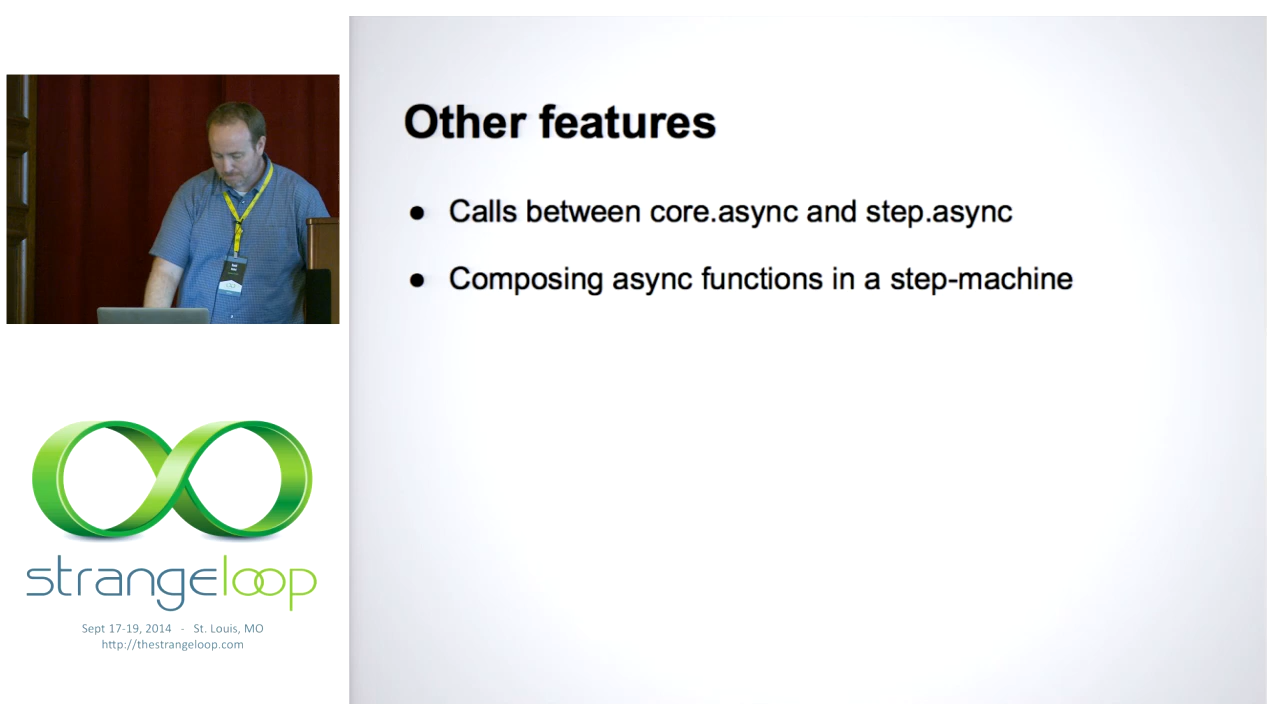 Other features
● Calls between core.async and step.async
● Composing async functions in a step-machine
strangeloop
Sept 17-19, 2014 - St. Louis, MO
http://thestrangeloop.com